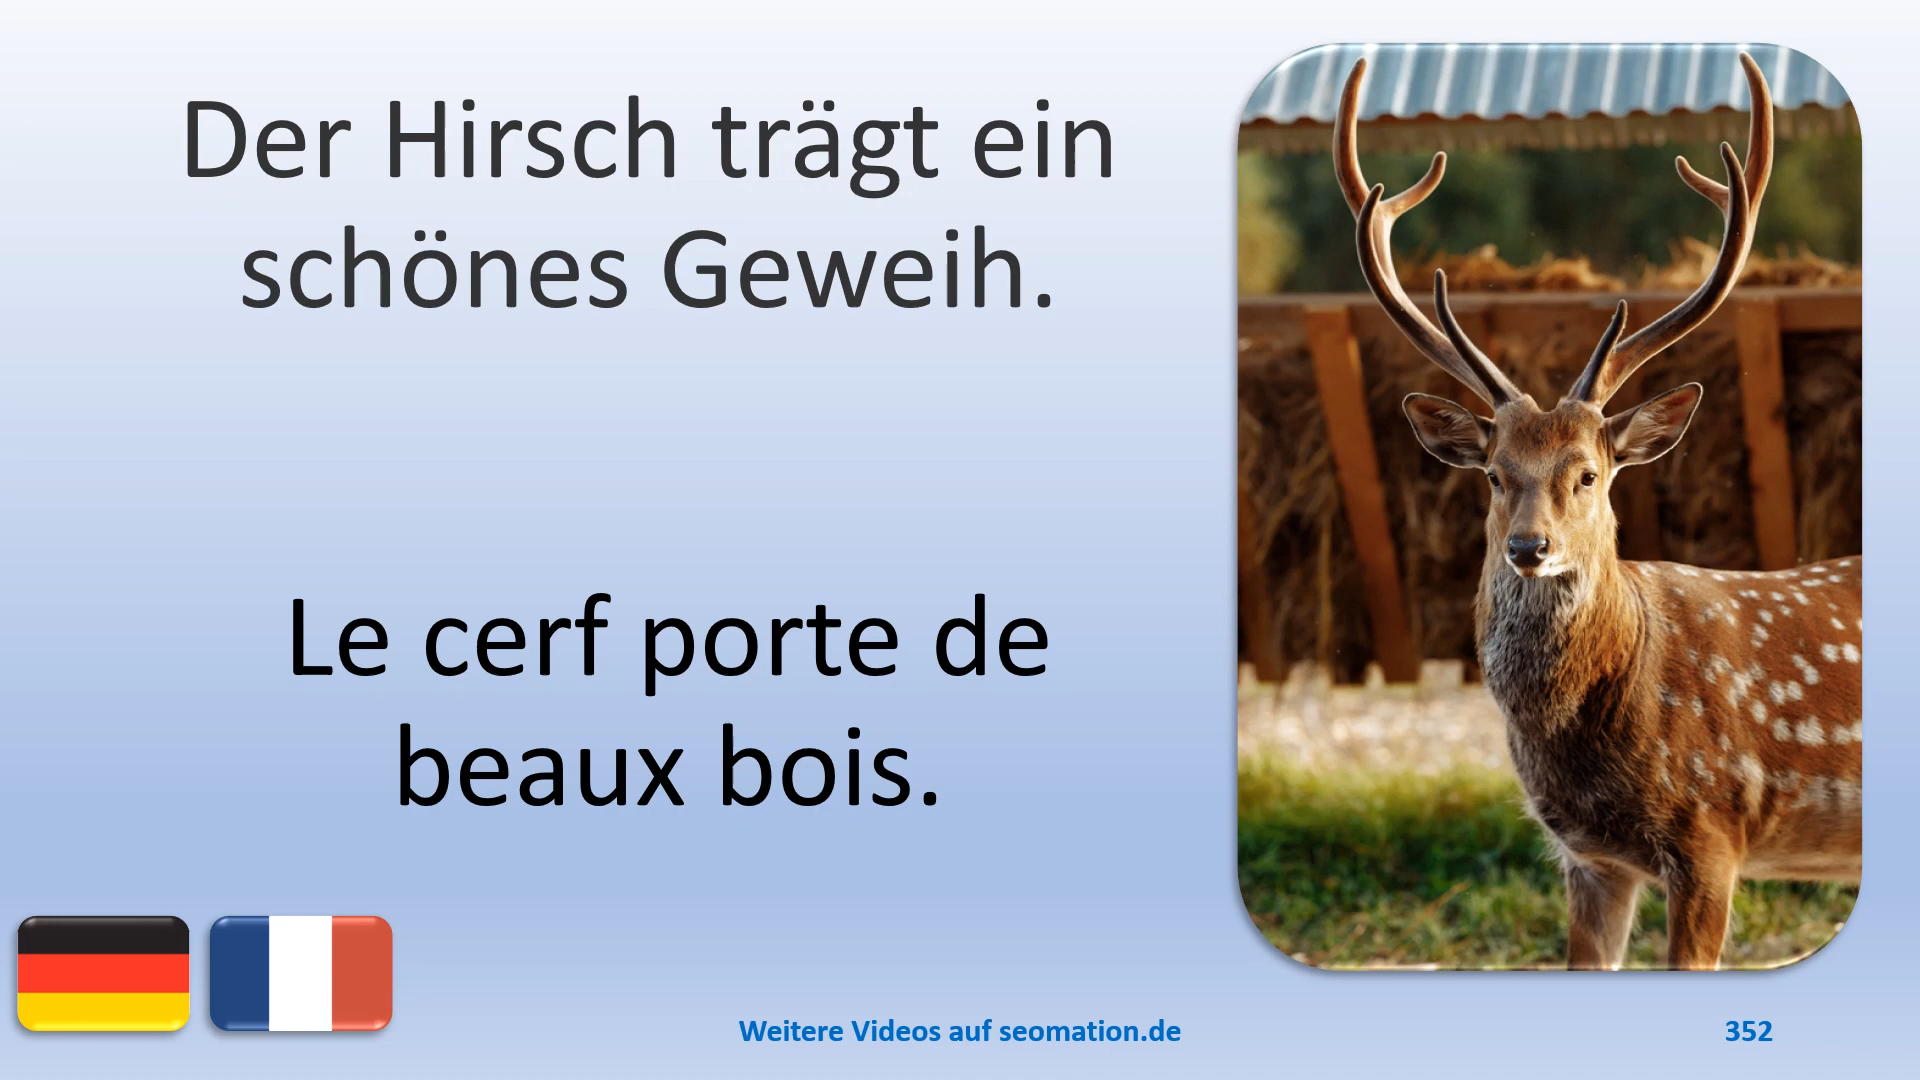 Der Hirsch trägt ein
schönes Geweih.
Le cerf porte de
beaux bois.
Weitere Videos auf seomation.de
352